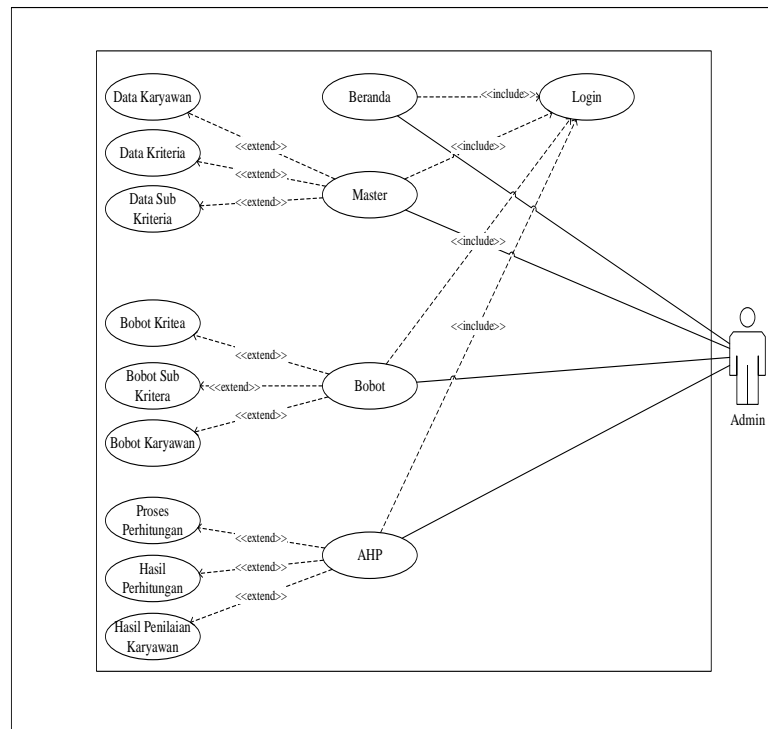 Data Karyawan
Beranda
<<include>>
Login
Data Kriteria
<<extend>>
<<include>>
<<extend>>
Data Sub
Kriteria
<<extend>>
Master
<<include>>
Bobot Kritea
<<include>>
<<extend>>
Bobot Sub
Kritera
<<extend>>
Bobot
<<extend>>
Bobot Karyawan
Admin
Proses
Perhitungan
<<extend>>
AHP
Hasil
Perhitungan
<<extend>>
<<extend>>
Hasil Penilaian
Karyawan